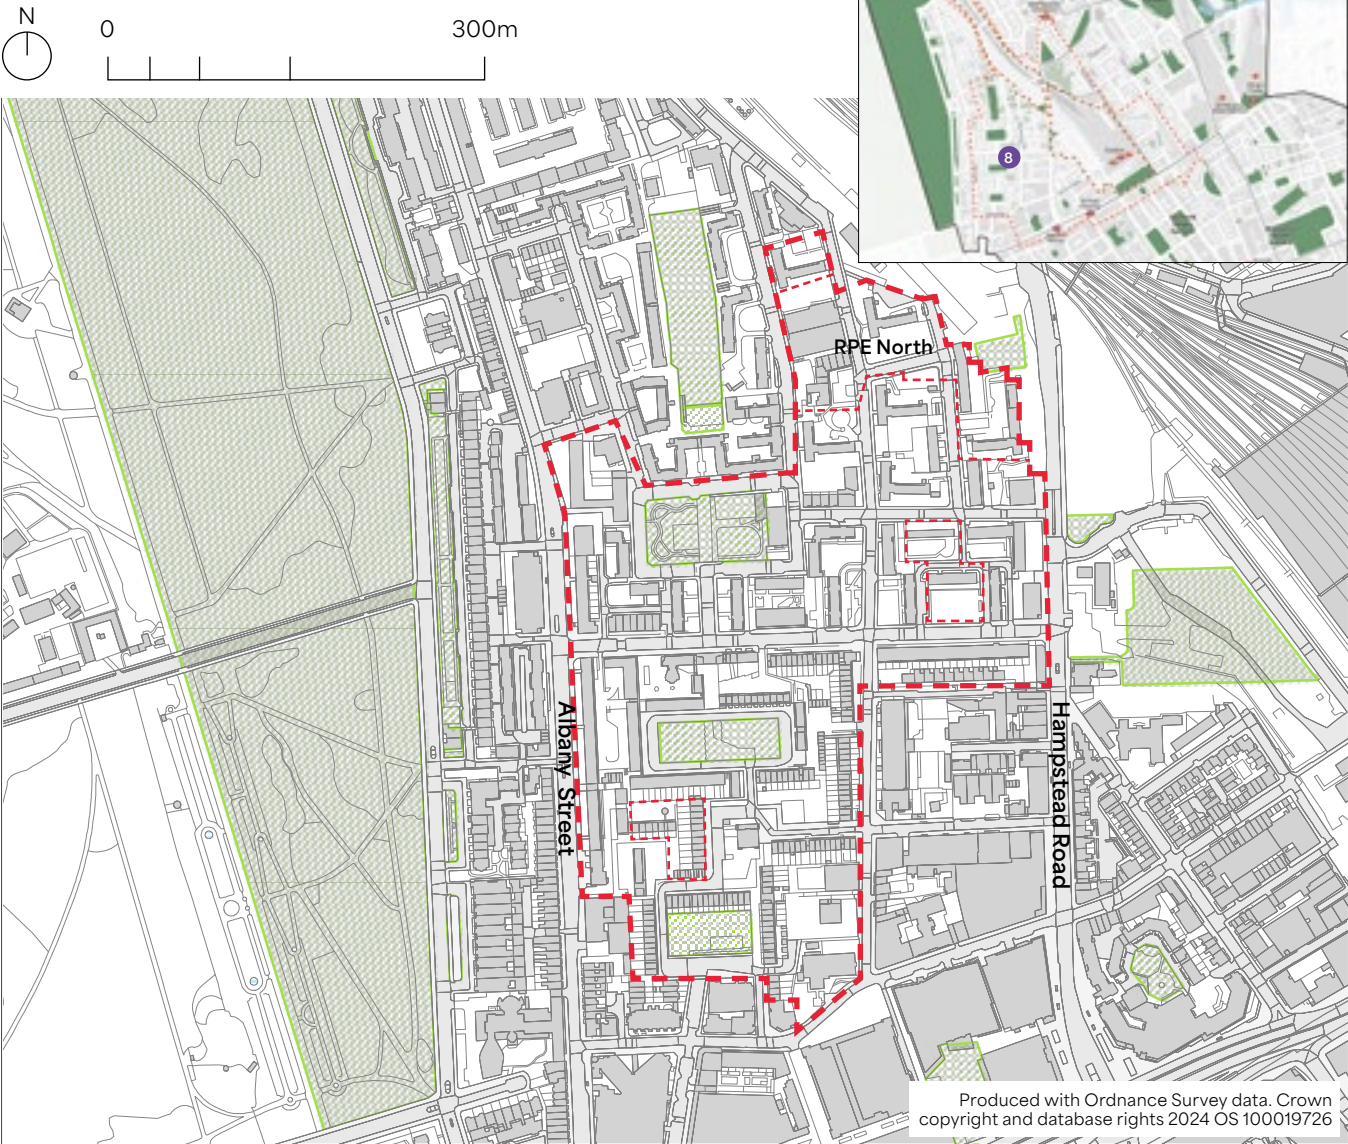 N
0 300m
8
RPE North
Albany Street
Hampstead Road
Produced with Ordnance Survey data. Crown
copyright and database rights 2024 OS 100019726